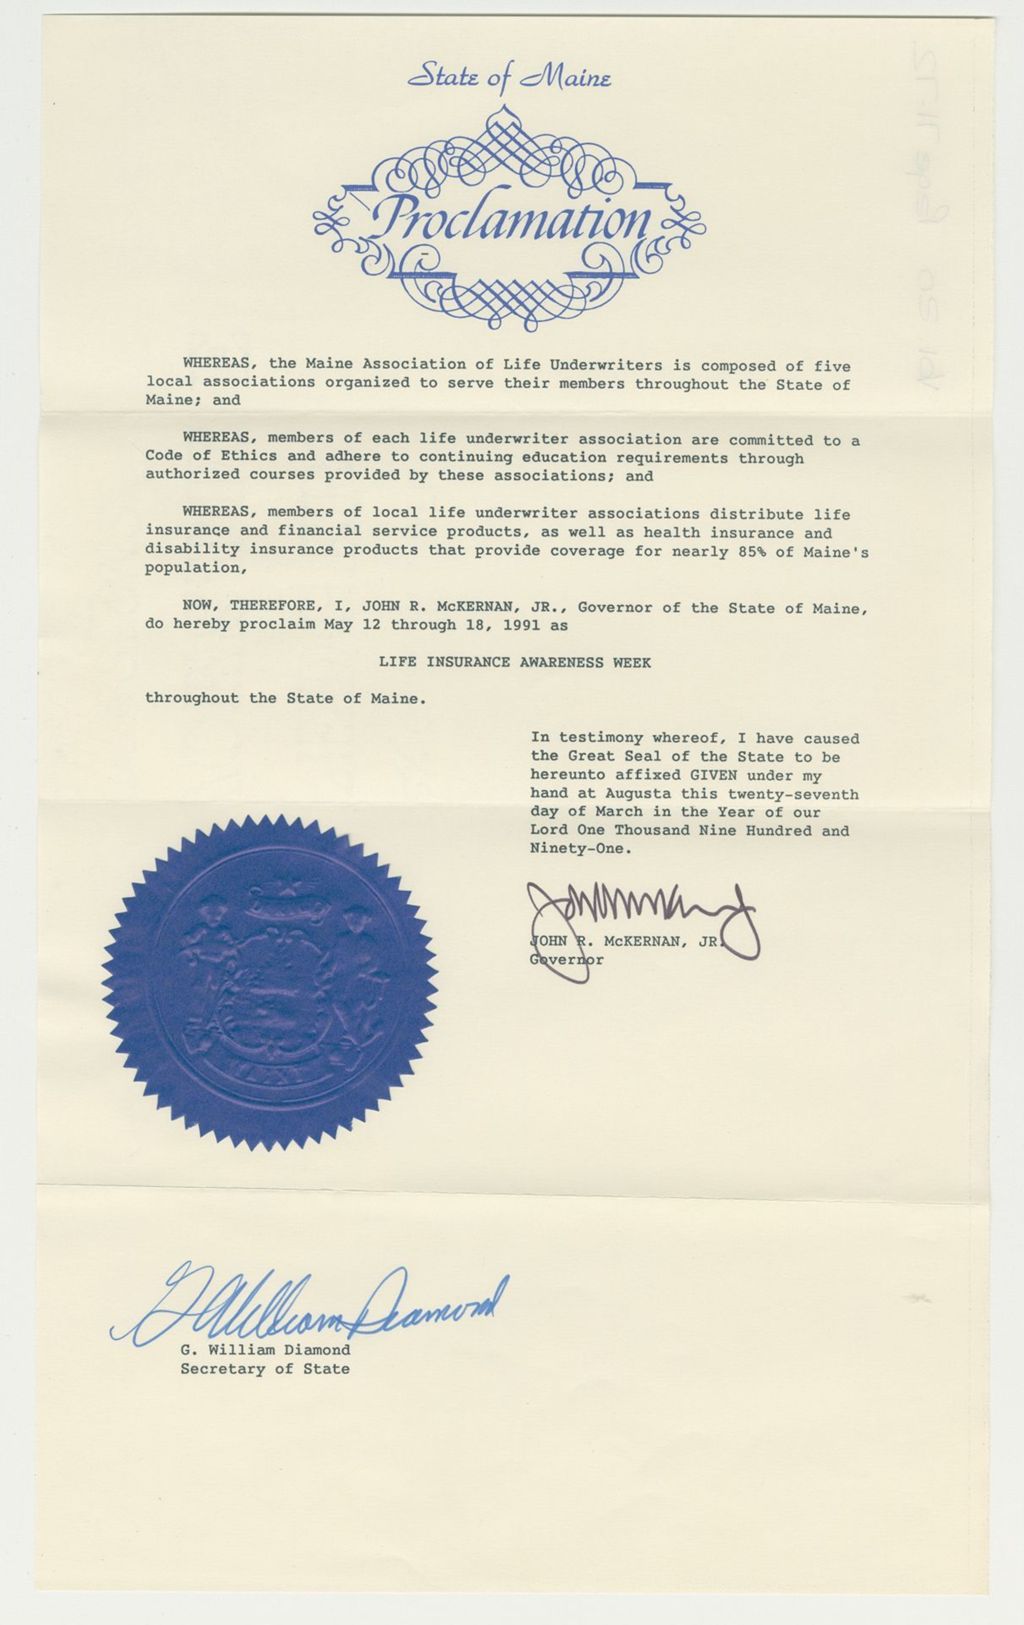 State of Maine
Proclamation
WHEREAS, the Maine Association of Life Underwriters is composed of five
local associations organized to serve their members throughout the State of
Maine; and
WHEREAS, members of each life underwriter association are committed to a
Code of Ethics and adhere to continuing education requirements through
authorized courses provided by these associations; and
WHEREAS, members of local life underwriter associations distribute life
insurance and financial service products, as well as health insurance and
disability insurance products that provide coverage for nearly 85% of Maine's
population,
NOW, THEREFORE, I, JOHN R. McKERNAN, JR., Governor of the State of Maine,
do hereby proclaim May 12 through 18, 1991 as
LIFE INSURANCE AWARENESS WEEK
throughout the State of Maine.
In testimony whereof, I have caused
the Great Seal of the State to be
hereunto affixed GIVEN under my
hand at Augusta this twenty-seventh
day of March in the Year of our
Lord One Thousand Nine Hundred and
Ninety-One.
JOHN R. McKERNAN, JR.
Governor
MAINE
G William Diamond
G. William Diamond
Secretary of State